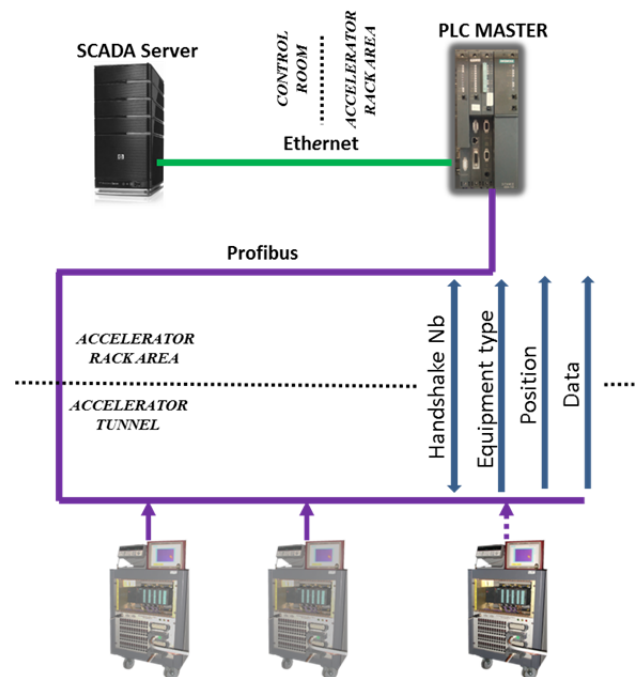 SCADA Server
PLC MASTER
CONTROL
ROOM
ACCELERATOR
RACK AREA
Ethernet
Profibus
ACCELERATOR
RACK AREA
ACCELERATOR
TUNNEL
Handshake Nb
Equipment type
Position
Data